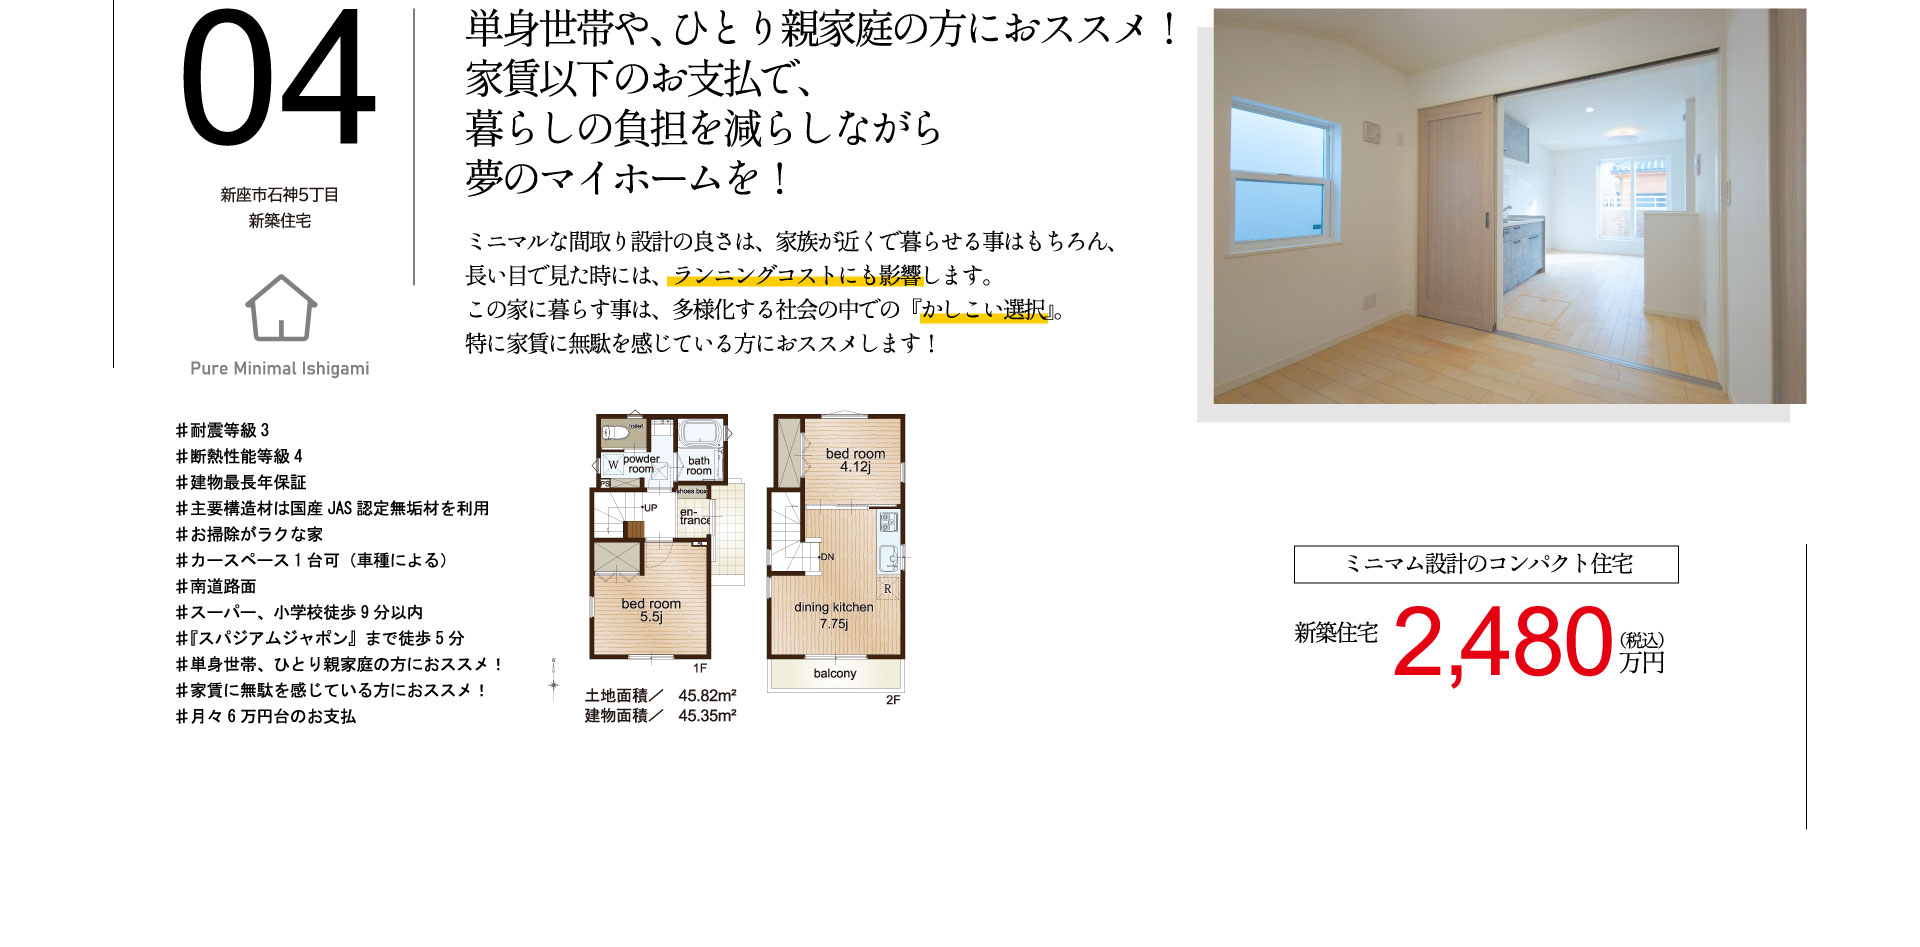 04
新座市石神5丁目
新築住宅
Pure Minimal Ishigami
単身世帯や、ひとり親家庭の方におススメ！
家賃以下のお支払で、
暮らしの負担を減らしながら
夢のマイホームを！
ミニマルな間取り設計の良さは、家族が近くで暮らせる事はもちろん、
長い目で見た時には、ランニングコストにも影響します。
この家に暮らす事は、多様化する社会の中での『かしこい選択』。
特に家賃に無駄を感じている方におススメします！
#耐震等級3
#断熱性能等級4
#建物最長年保証
#主要構造材は国産JAS認定無垢材を利用
#お掃除がラクな家
#カースペース1台可（車種による）
#南道路面
#スーパー、小学校徒歩9分以内
#『スパジアムジャポン』まで徒歩5分
#単身世帯、ひとり親家庭の方におススメ！
#家賃に無駄を感じている方におススメ！
#月々6万円台のお支払
toilet
W
powder
room
bath
room
PS
shoes box
UP
en-
trance
bed room
5.5j
1F
bed room
4.12j
DN
R
dining kitchen
7.75j
balcony
2F
土地面積／ 45.82m²
建物面積／ 45.35m²
ミニマム設計のコンパクト住宅
新築住宅 2,480万円（税込）